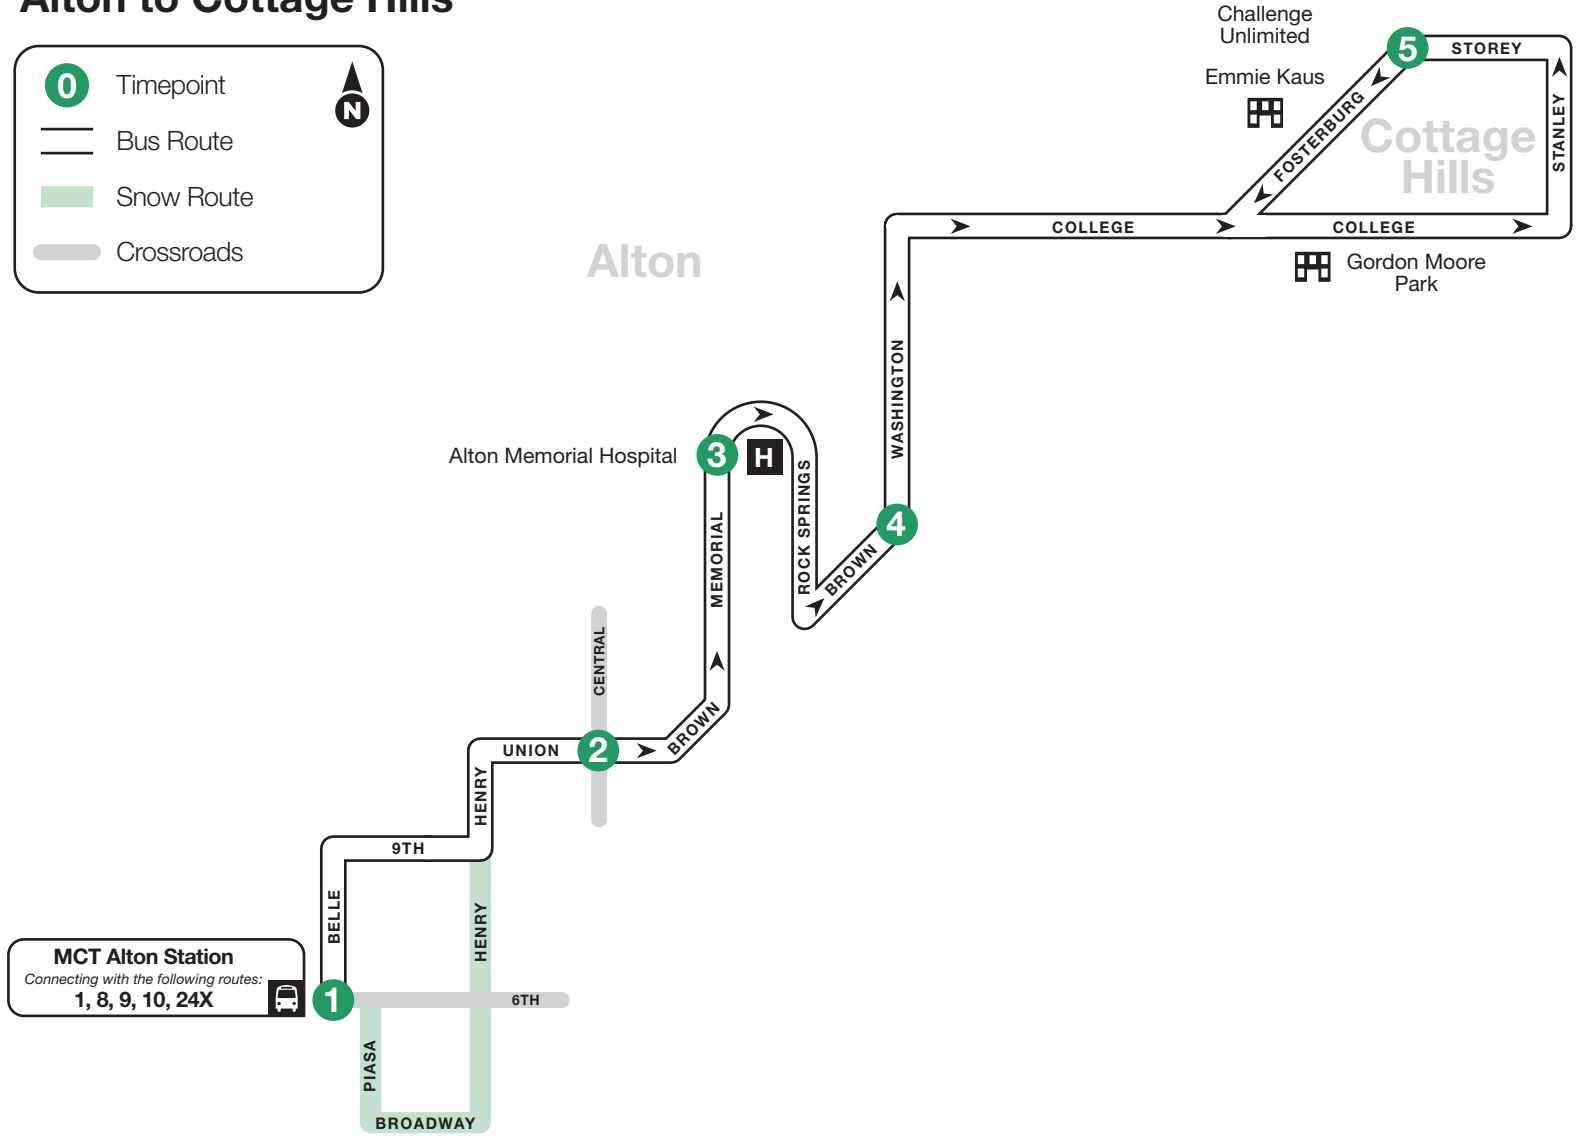 Alton to Cottage Hills
0 Timepoint
N
Bus Route
Snow Route
Crossroads
Challenge
Unlimited
Emmie Kaus
5
STOREY
FOSTERBURG
STANLEY
Cottage
Hills
COLLEGE
COLLEGE
Gordon Moore
Park
Alton
WASHINGTON
Alton Memorial Hospital
3
H
ROCK SPRINGS
MEMORIAL
4
BROWN
CENTRAL
BROWN
UNION
2
HENRY
9TH
BELLE
HENRY
MCT Alton Station
Connecting with the following routes:
1, 8, 9, 10, 24X
1
6TH
PIASA
BROADWAY